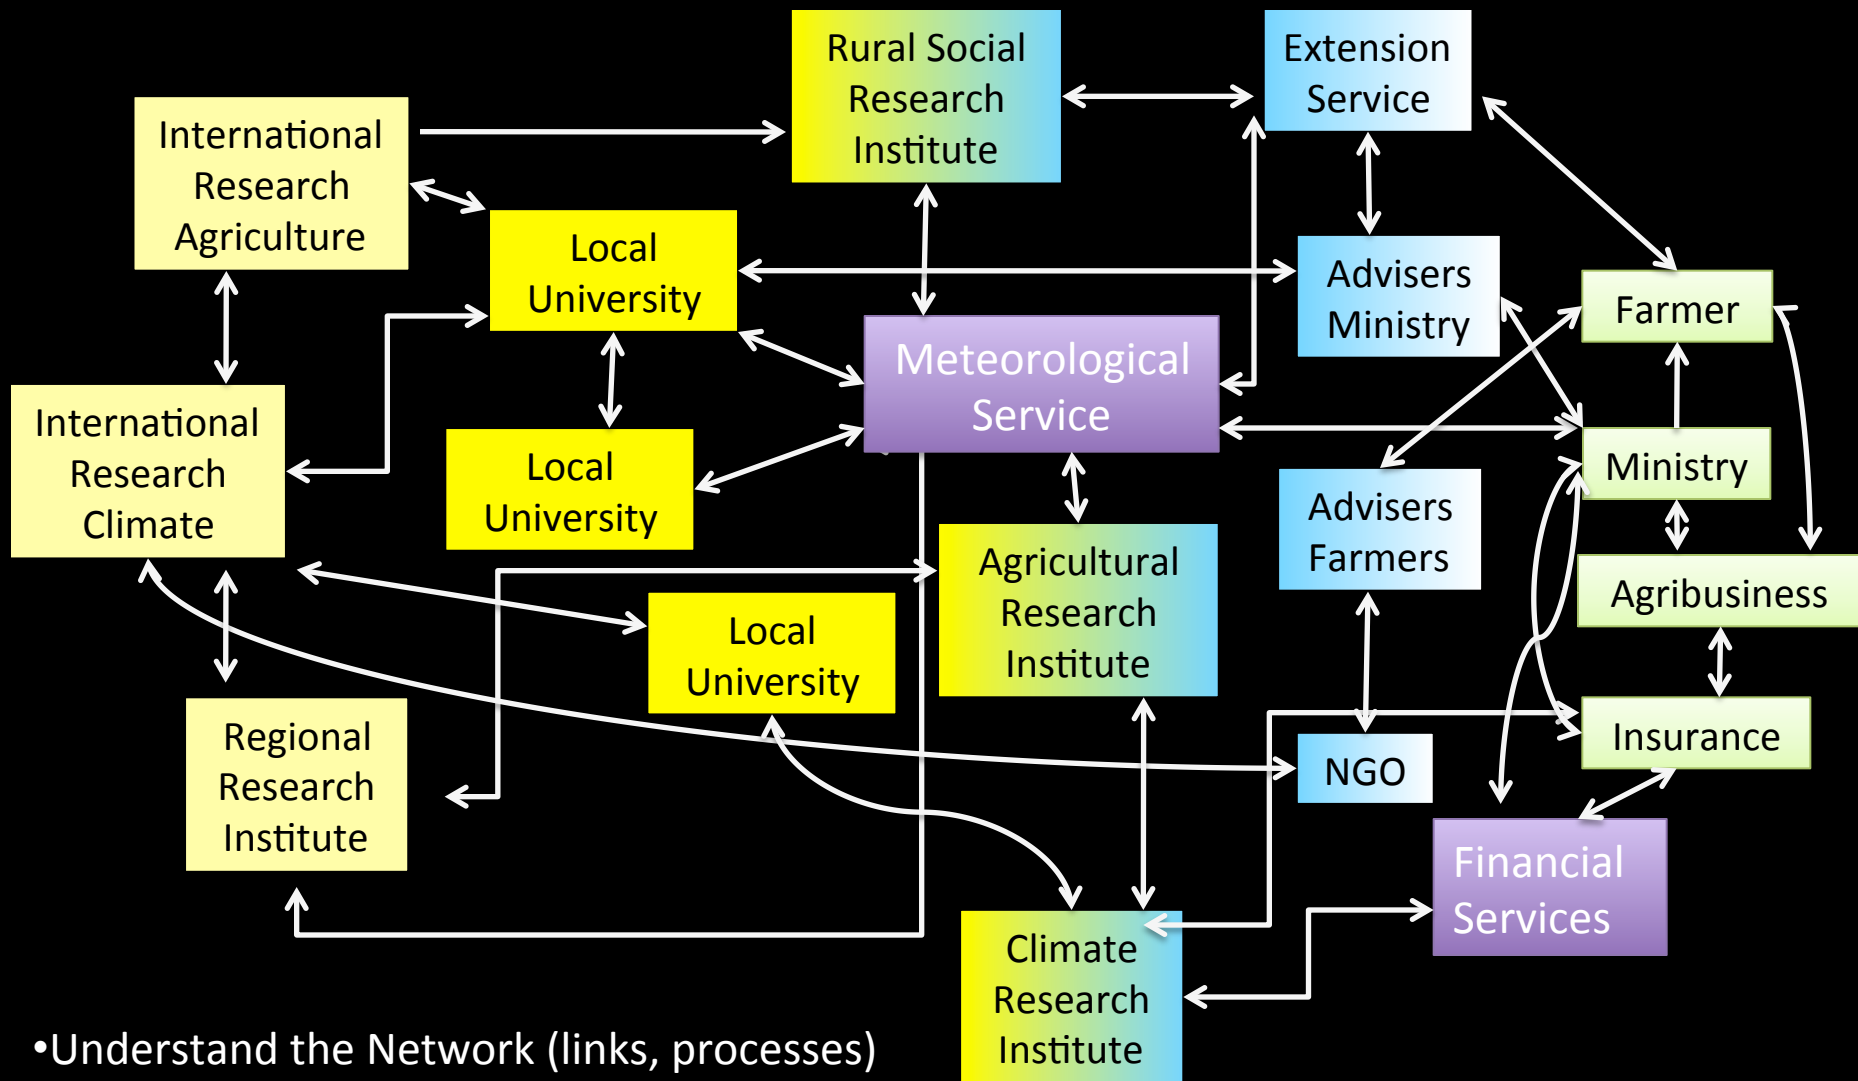 Rural Social
Research
Institute
Extension
Service
International
Research
Agriculture
Local
University
Advisers
Ministry
Farmer
Meteorological
Service
International
Research
Climate
Local
University
Ministry
Advisers
Farmers
Agricultural
Research
Institute
Agribusiness
Local
University
Regional
Research
Institute
NGO
Insurance
Financial
Services
Climate
Research
Institute
•Understand the Network (links, processes)